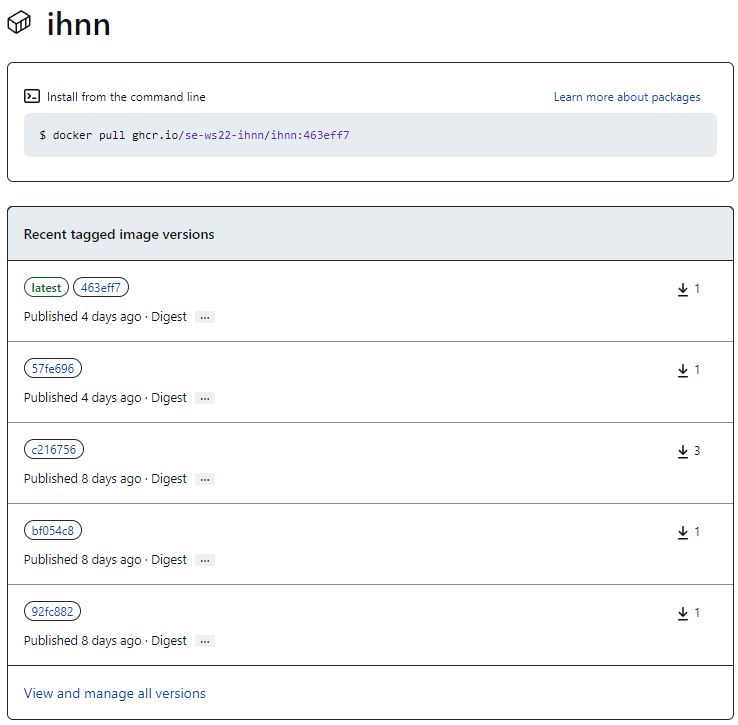 ihnn
Install from the command line Learn more about packages
$ docker pull ghcr.io/se-ws22-ihnn/ihnn:463eff7
Recent tagged image versions
latest 463eff7 1
Published 4 days ago · Digest ...
57fe696 1
Published 4 days ago · Digest ...
c216756 3
Published 8 days ago · Digest ...
bf054c8 1
Published 8 days ago · Digest ...
92fc882 1
Published 8 days ago · Digest ...
View and manage all versions